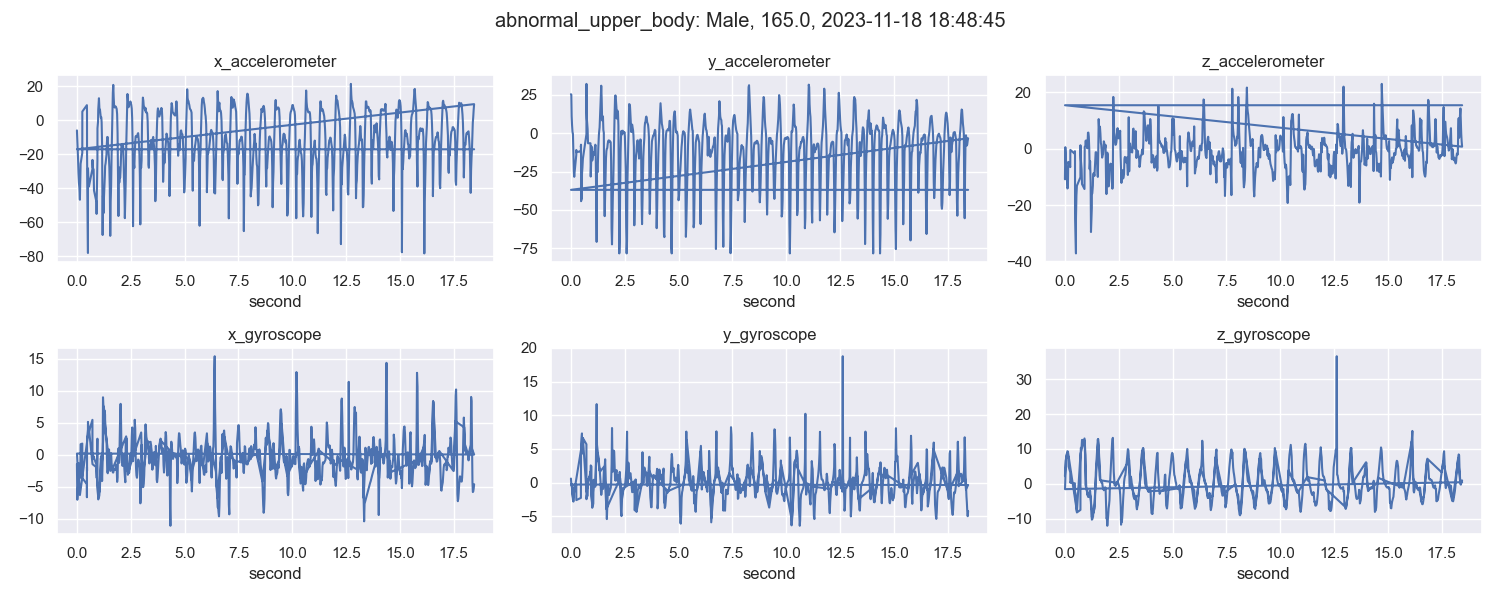 abnormal_upper_body: Male, 165.0, 2023-11-18 18:48:45
x_accelerometer
20
0
−20
−40
−60
−80
0.0 2.5 5.0 7.5 10.0 12.5 15.0 17.5
second
y_accelerometer
25
0
−25
−50
−75
0.0 2.5 5.0 7.5 10.0 12.5 15.0 17.5
second
z_accelerometer
20
0
−20
−40
0.0 2.5 5.0 7.5 10.0 12.5 15.0 17.5
second
x_gyroscope
15
10
5
0
−5
−10
0.0 2.5 5.0 7.5 10.0 12.5 15.0 17.5
second
y_gyroscope
20
15
10
5
0
−5
0.0 2.5 5.0 7.5 10.0 12.5 15.0 17.5
second
z_gyroscope
30
20
10
0
−10
0.0 2.5 5.0 7.5 10.0 12.5 15.0 17.5
second